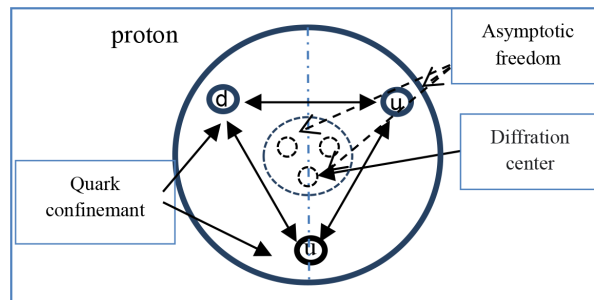 proton
Asymptotic
freedom
d
u
Diffration
center
Quark
confinemant
u